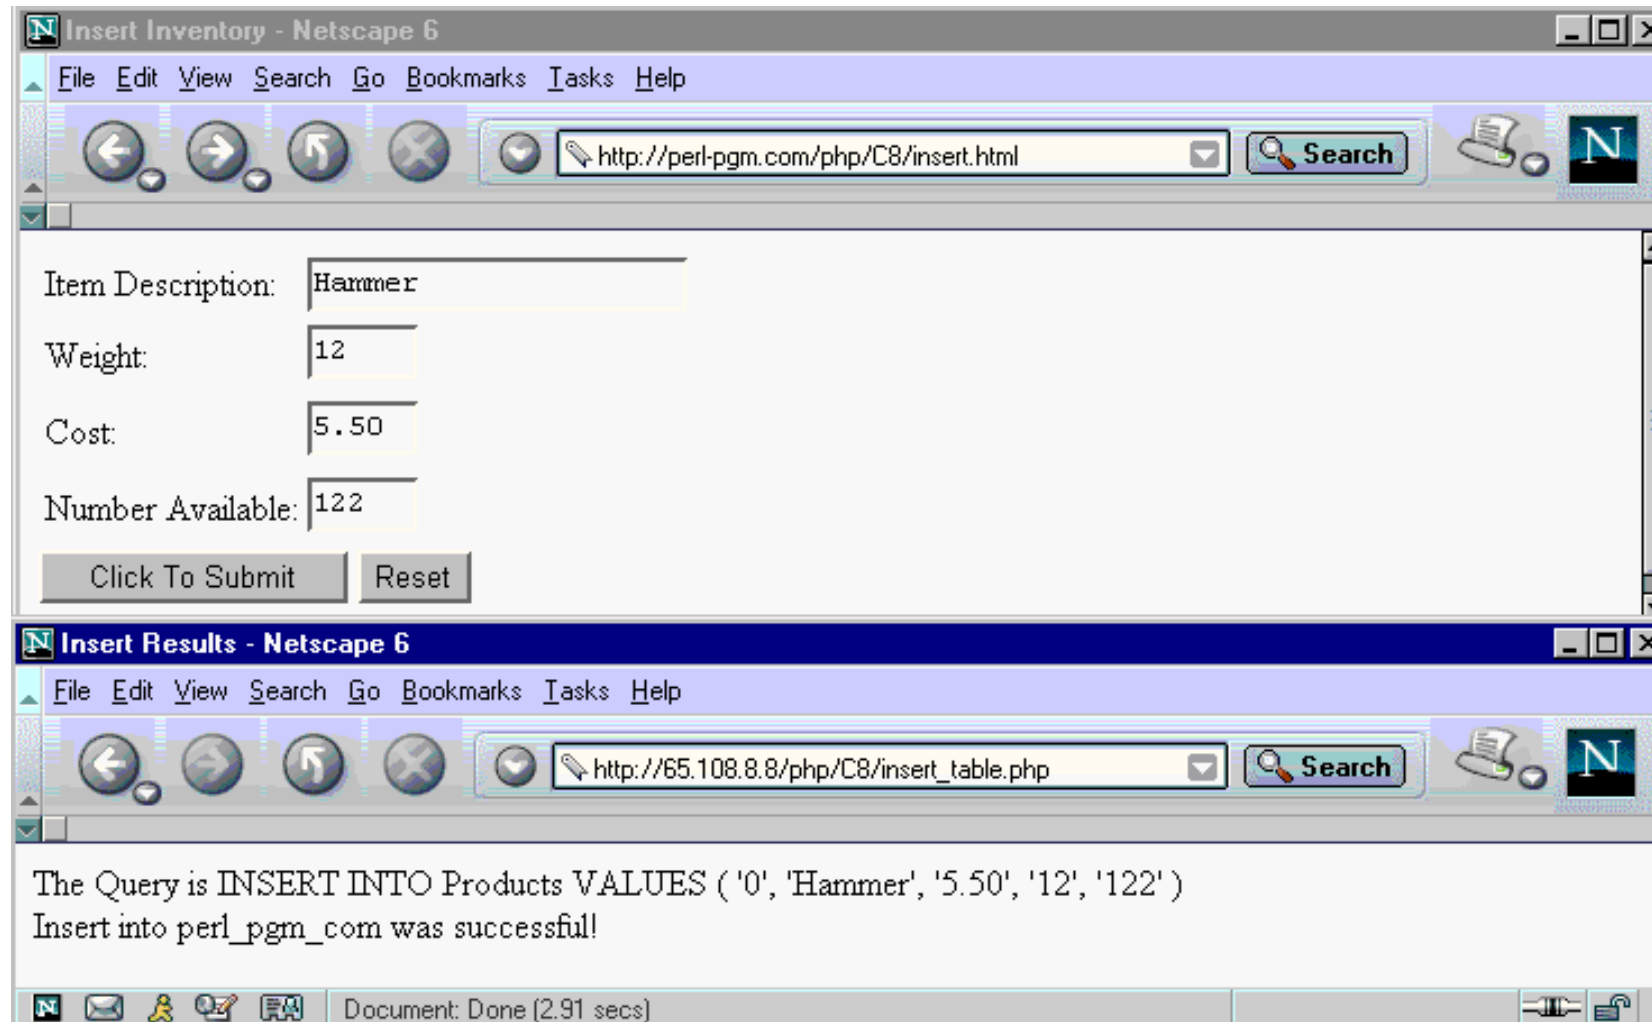 Insert Inventory - Netscape 6
File Edit View Search Go Bookmarks Tasks Help
http://perl-pgm.com/php/C8/insert.html
Search
N
Item Description: Hammer
Weight: 12
Cost: 5.50
Number Available: 122
Click To Submit Reset
Insert Results - Netscape 6
File Edit View Search Go Bookmarks Tasks Help
http://65.108.8.8/php/C8/insert_table.php
Search
N
The Query is INSERT INTO Products VALUES ( '0', 'Hammer', '5.50', '12', '122' )
Insert into perl_pgm_com was successful!
Document: Done (2.91 secs)